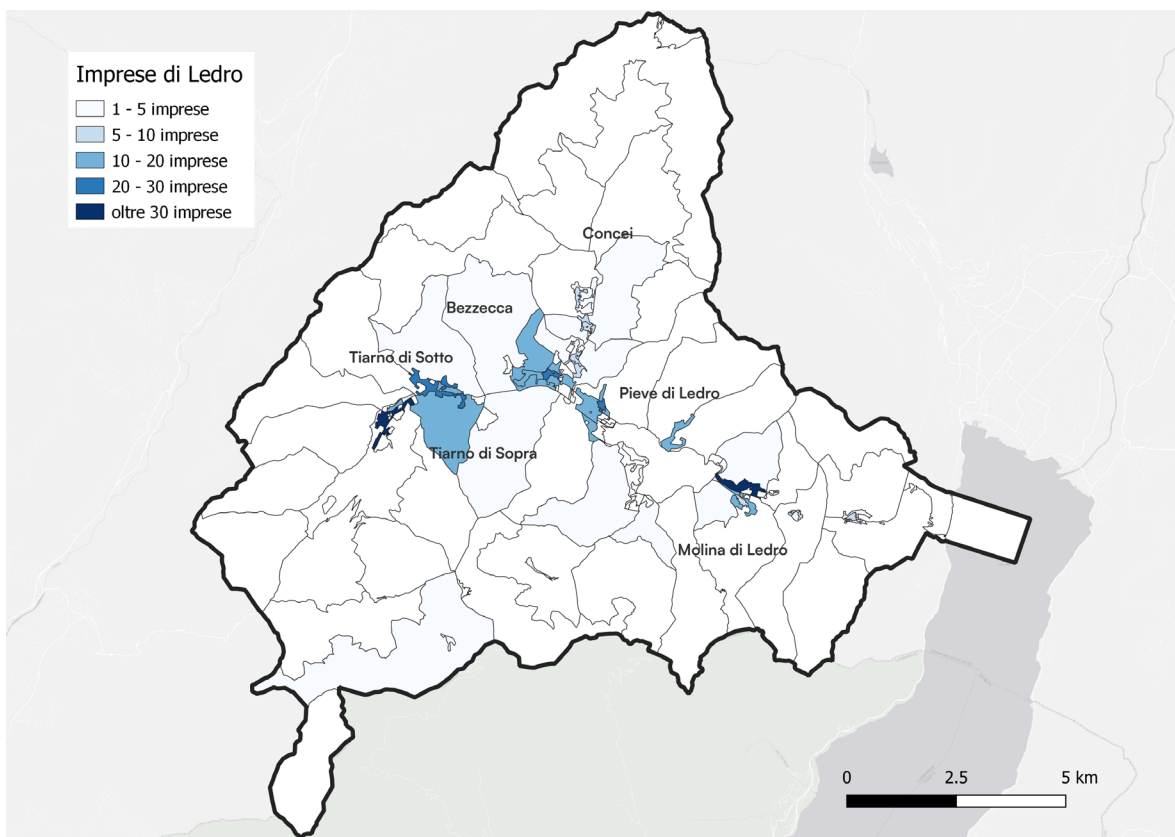 Imprese di Ledro
1 - 5 imprese
5 - 10 imprese
10 - 20 imprese
20 - 30 imprese
oltre 30 imprese
Concei
Bezzecca
Tiarno di Sotto
Pieve di Ledro
Tiarno di Sopra
Molina di Ledro
0 2.5 5 km